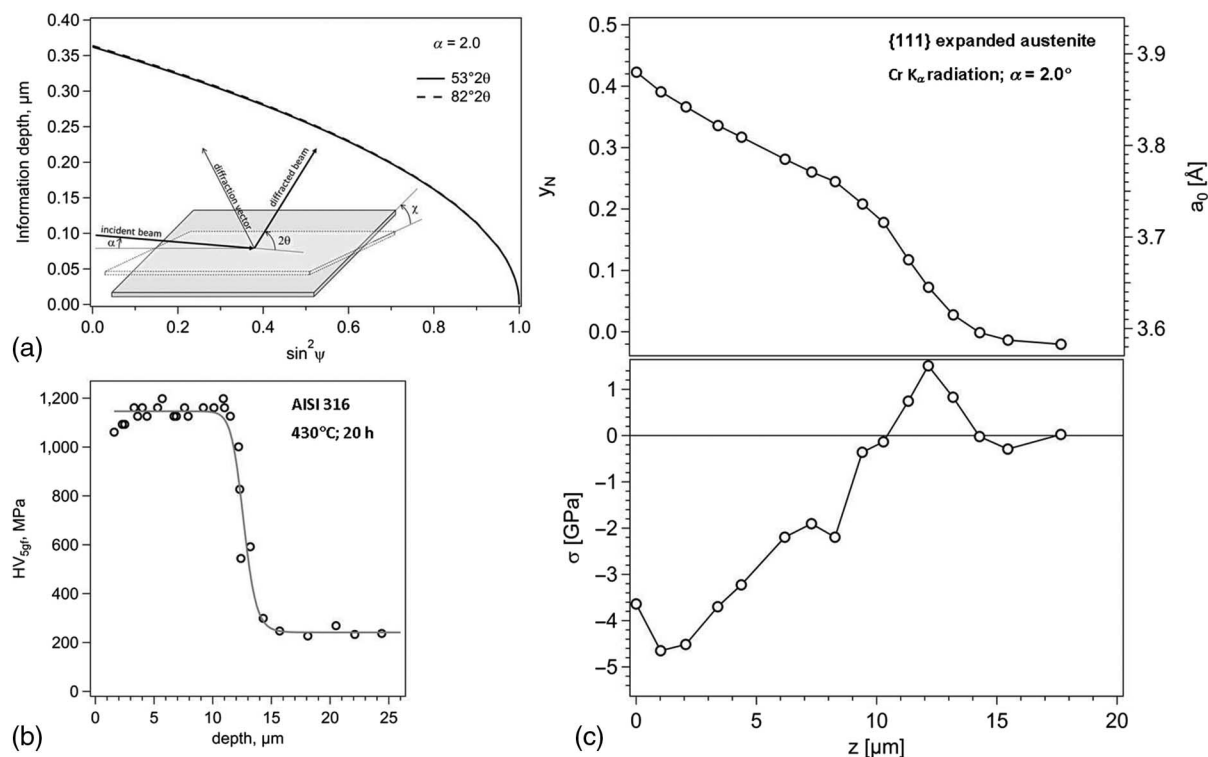 0.40
0.35
0.30
0.25
0.20
0.15
0.10
0.05
0.00
Information depth, μm
α = 2.0
53°2θ
82°2θ
incident beam
α
diffraction vector
diffracted beam
2θ
χ
0.0 0.2 0.4 0.6 0.8 1.0
sin²ψ
(a)
1,200
1,000
800
600
400
200
0
HV5gf, MPa
AISI 316
430°C; 20 h
0 5 10 15 20 25
depth, μm
(b)
0.5
0.4
0.3
0.2
0.1
0.0
yN
{111} expanded austenite
Cr Kα radiation; α = 2.0°
3.9
3.8
3.7
3.6
a0 [Å]
1
0
−1
−2
−3
−4
−5
σ [GPa]
0 5 10 15 20
z [μm]
(c)